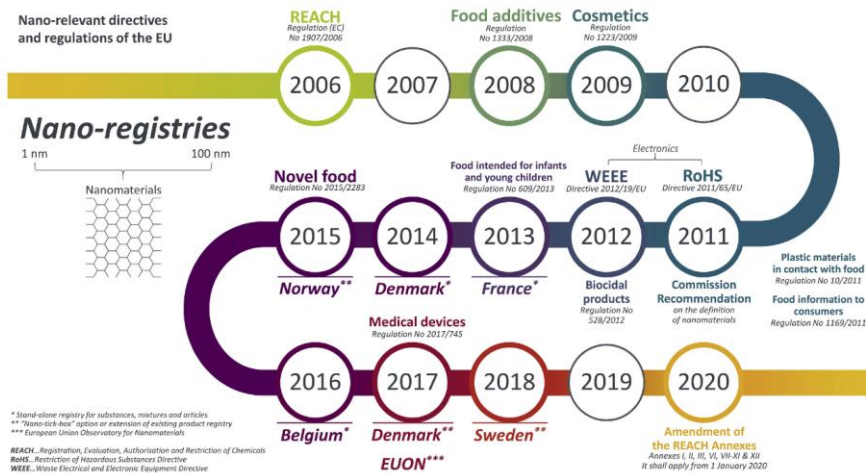 Nano-relevant directives
and regulations of the EU
REACH
Regulation (EC)
No 1907/2006
Food additives
Regulation
No 1333/2008
Cosmetics
Regulation
No 1223/2009
2006
2007
2008
2009
2010
Nano-registries
1 nm
100 nm
Nanomaterials
Electronics
Novel food
Regulation No 2015/2283
Food intended for infants
and young children
Regulation No 609/2013
WEEE
Directive 2012/19/EU
RoHS
Directive 2011/65/EU
2015
2014
2013
2012
2011
Norway**
Denmark*
France*
Biocidal
products
Regulation No
528/2012
Commission
Recommendation
on the definition
of nanomaterials
Plastic materials
in contact with food
Regulation No 10/2011
Food information to
consumers
Regulation No 1169/2011
Medical devices
Regulation No 2017/745
2016
2017
2018
2019
2020
Belgium*
Denmark**
Sweden**
EUON***
Amendment of
the REACH Annexes
Annexes I, II, III, VI, VII-XI & XII
It shall apply from 1 January 2020
* Stand-alone registry for substances, mixtures and articles
** "Nano-tick-box" option or extension of existing product registry
*** European Union Observatory for Nanomaterials
REACH...Registration, Evaluation, Authorisation and Restriction of Chemicals
RoHS...Restriction of Hazardous Substances Directive
WEEE...Waste Electrical and Electronic Equipment Directive